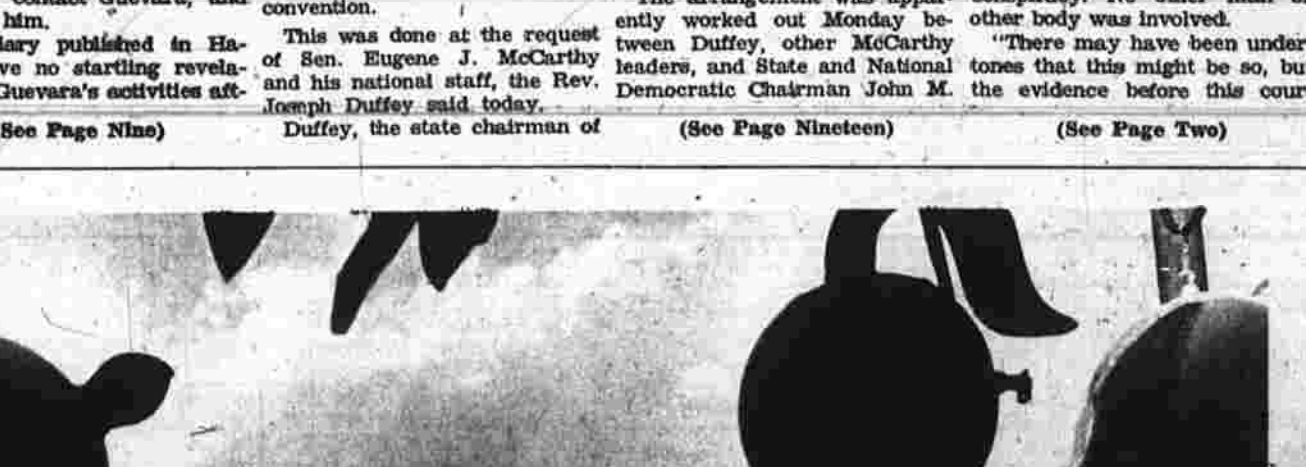 him.
lary published in Ha-
ve no startling revela-
Guevara's activities aft-
See Page Nine)
convention.
This was done at the request
of Sen. Eugene J. McCarthy
and his national staff, the Rev.
Joseph Duffey said today.
Duffey, the state chairman of
The arrangement was appar-
ently worked out Monday be-
tween Duffey, other McCarthy
leaders, and State and National
Democratic Chairman John M.
(See Page Nineteen)
other body was involved.
"There may have been under
tones that this might be so, bu
the evidence before this cour
(See Page Two)